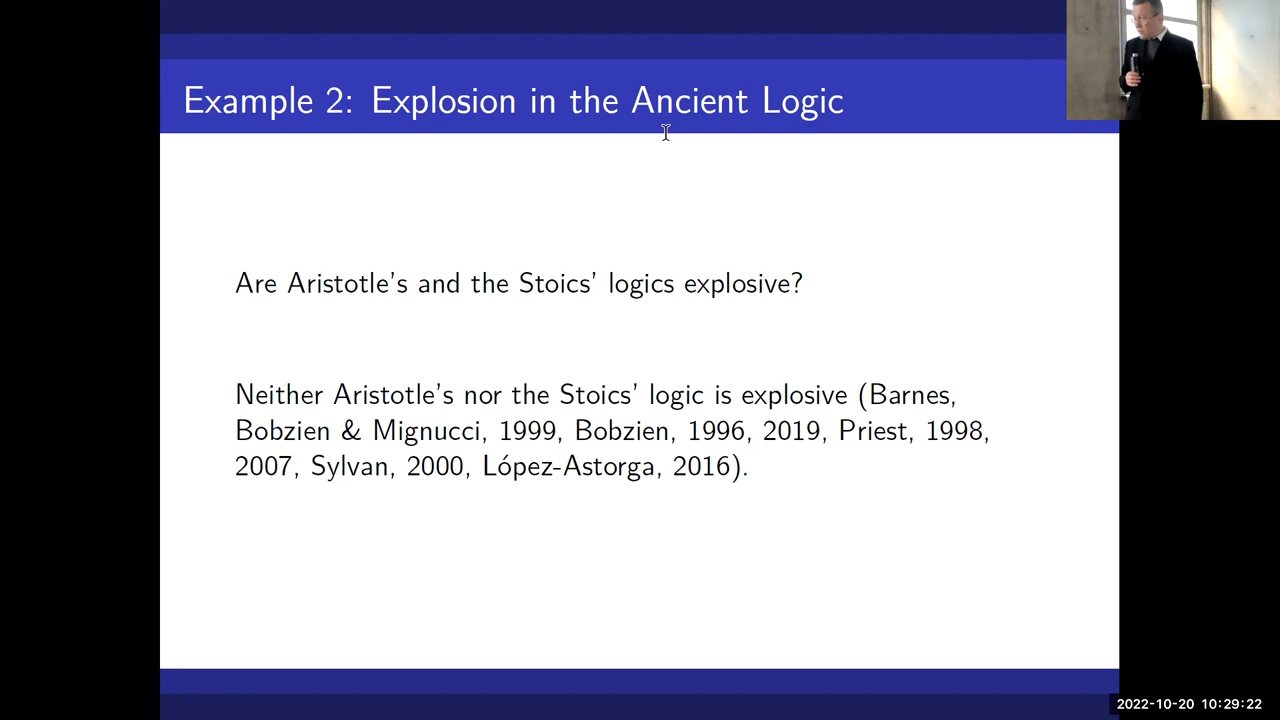 Example 2: Explosion in the Ancient Logic
Are Aristotle's and the Stoics' logics explosive?
Neither Aristotle's nor the Stoics' logic is explosive (Barnes,
Bobzien & Mignucci, 1999, Bobzien, 1996, 2019, Priest, 1998,
2007, Sylvan, 2000, López-Astorga, 2016).
2022-10-20 10:29:22